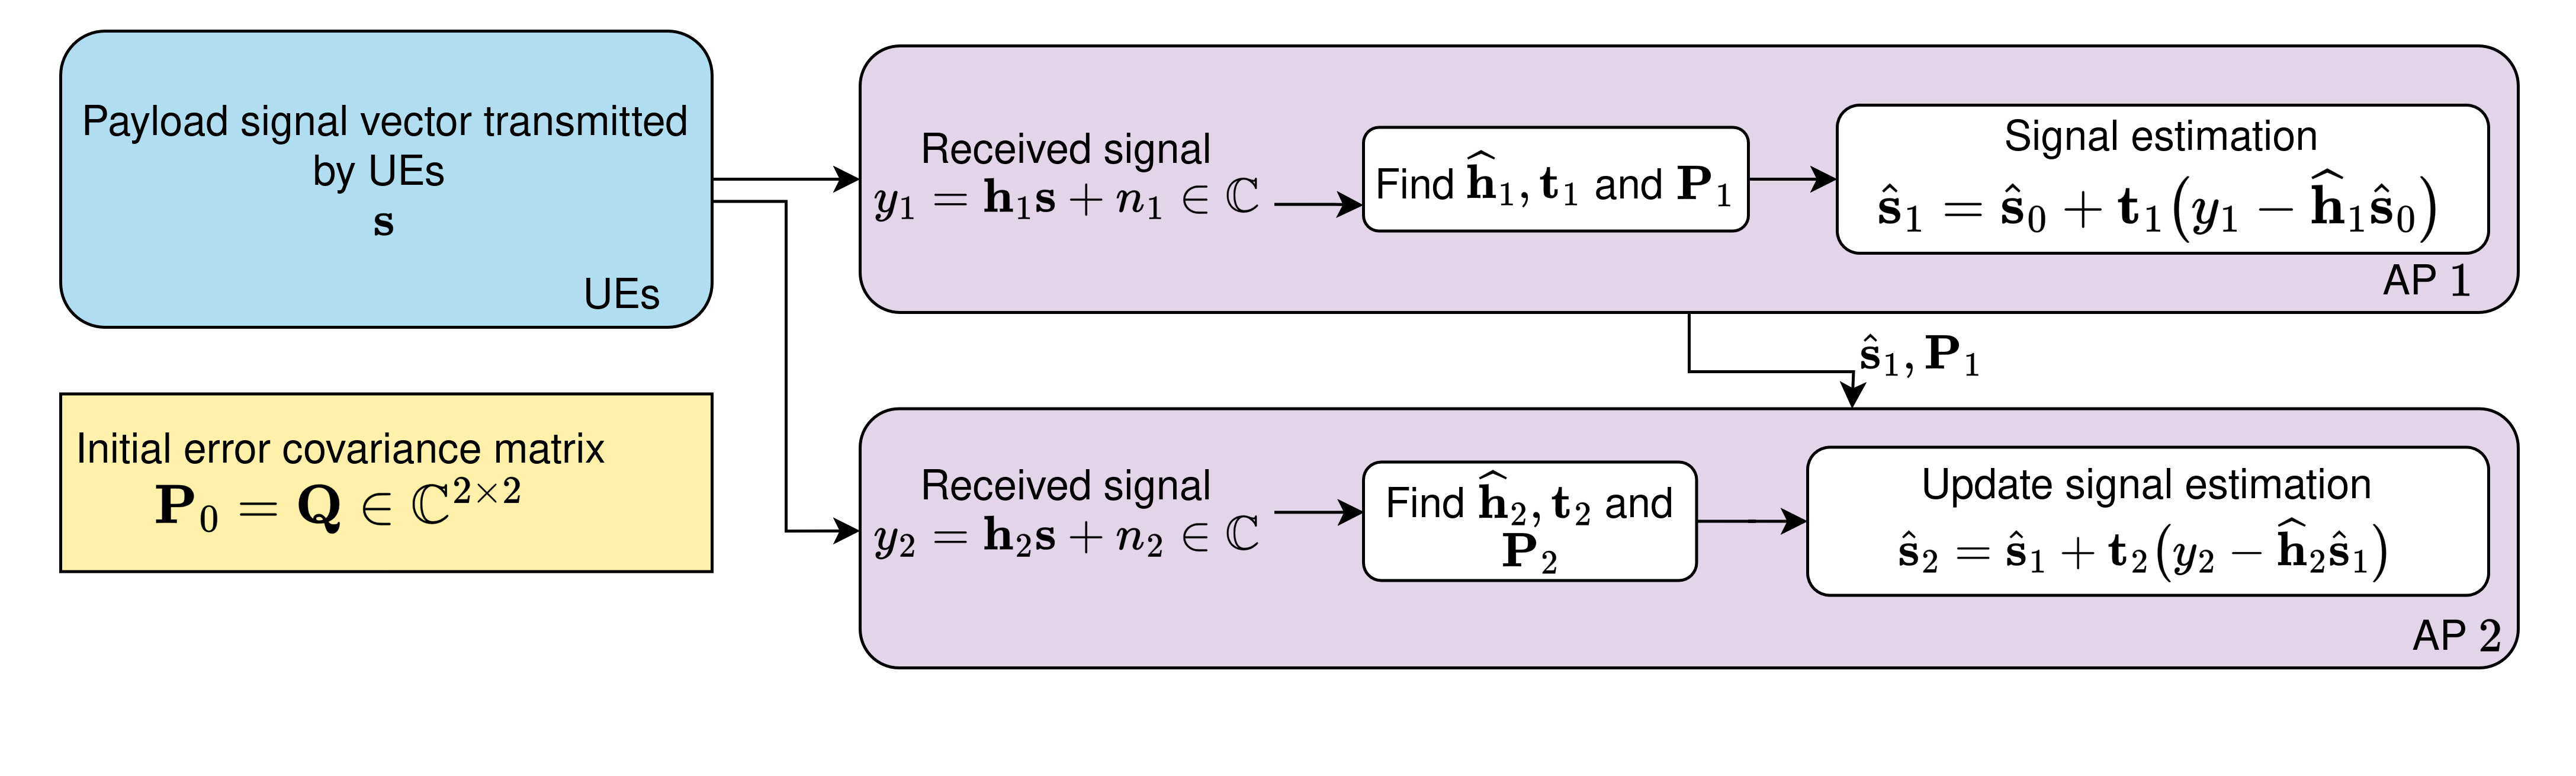 Payload signal vector transmitted
by UEs
𝐬
UEs
Initial error covariance matrix
𝐏₀ = 𝐐 ∈ ℂ²ˣ²
Received signal
y₁ = 𝐡₁𝐬 + n₁ ∈ ℂ
Find 𝐡̂₁, 𝐭₁ and 𝐏₁
Signal estimation
𝐬̂₁ = 𝐬̂₀ + 𝐭₁(y₁ − 𝐡̂₁𝐬̂₀)
AP 1
𝐬̂₁, 𝐏₁
Received signal
y₂ = 𝐡₂𝐬 + n₂ ∈ ℂ
Find 𝐡̂₂, 𝐭₂ and
𝐏₂
Update signal estimation
𝐬̂₂ = 𝐬̂₁ + 𝐭₂(y₂ − 𝐡̂₂𝐬̂₁)
AP 2